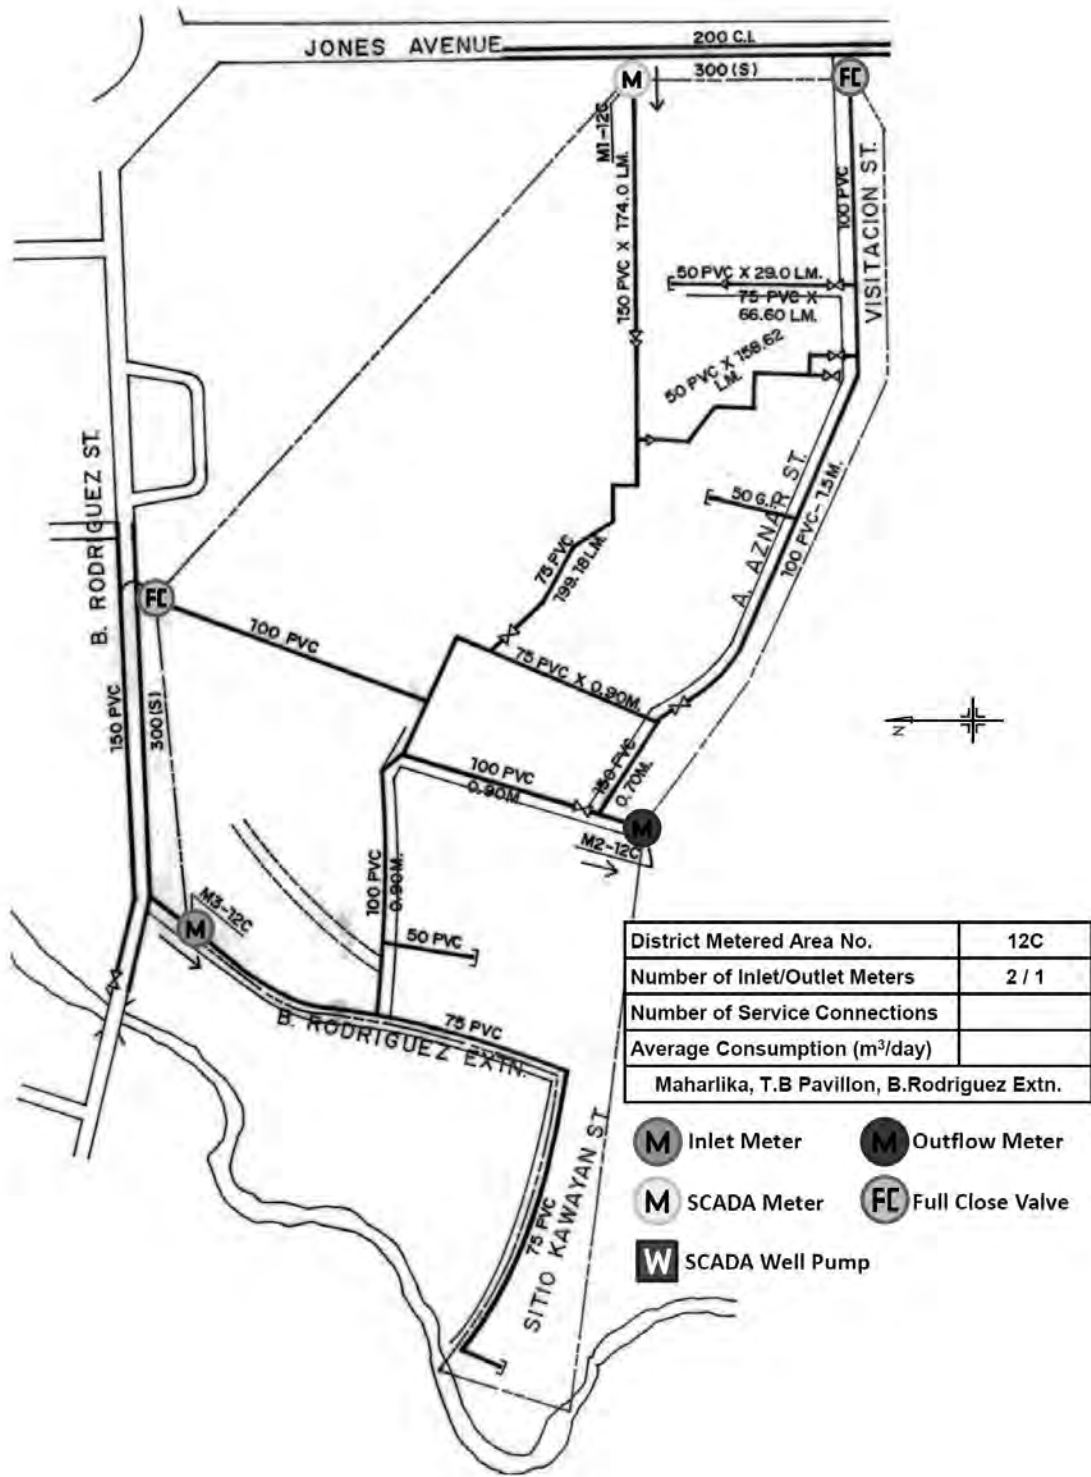 JONES AVENUE
200 C.I.
300 (S)
M
FC
M1-12C
150 PVC X 174.0 LM.
100 PVC
VISITACION ST.
50 PVC X 29.0 LM.
75 PVC X
66.60 LM.
50 PVC X 158.62
LM.
B. RODRIGUEZ ST.
50 G.I.
A. AZNAR ST.
100 PVC-1.5M.
75 PVC
199.18 LM.
FC
100 PVC
75 PVC X 0.90M.
150 PVC
300 (S)
N
100 PVC
0.90M.
150 PVC
0.70M.
M
M2-12C
100 PVC
0.90M.
M3-12C
M
50 PVC
75 PVC
B. RODRIGUEZ EXTN.
75 PVC
SITIO KAWAYAN ST
District Metered Area No. 12C
Number of Inlet/Outlet Meters 2 / 1
Number of Service Connections
Average Consumption (m³/day)
Maharlika, T.B Pavillon, B.Rodriguez Extn.
M Inlet Meter
M Outflow Meter
M SCADA Meter
FC Full Close Valve
W SCADA Well Pump